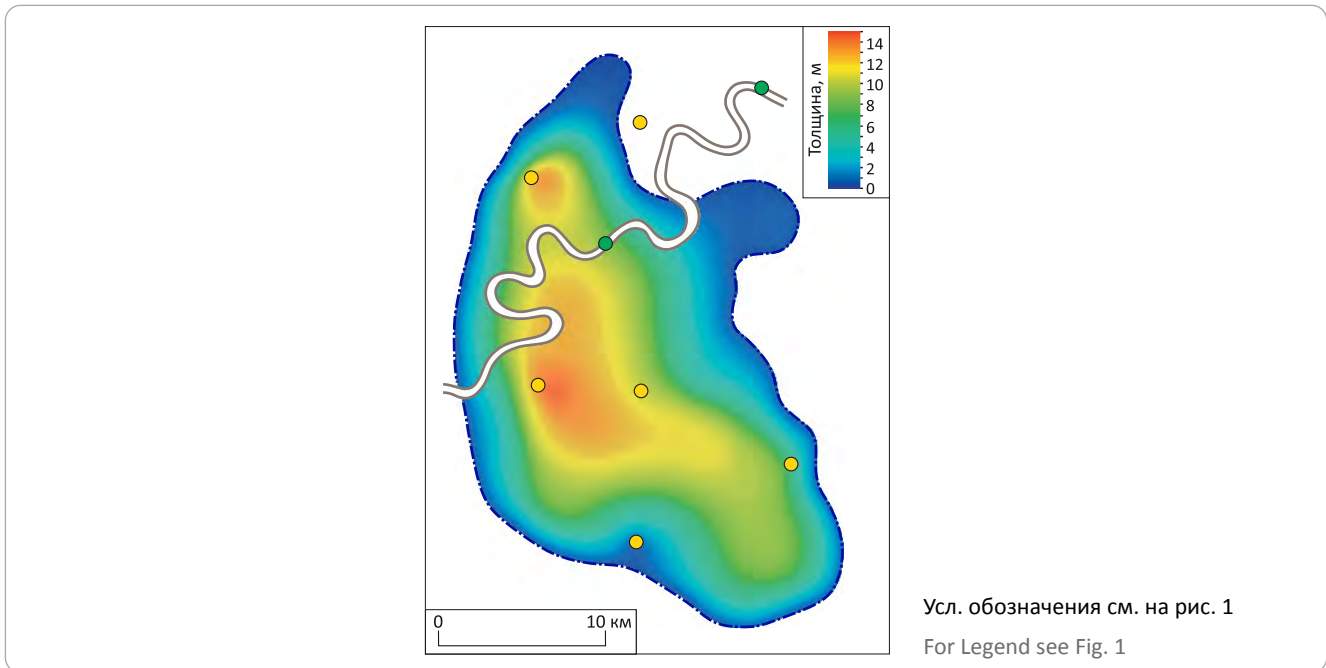 Толщина, м
14
12
10
8
6
4
2
0
0 10 км
Усл. обозначения см. на рис. 1
For Legend see Fig. 1